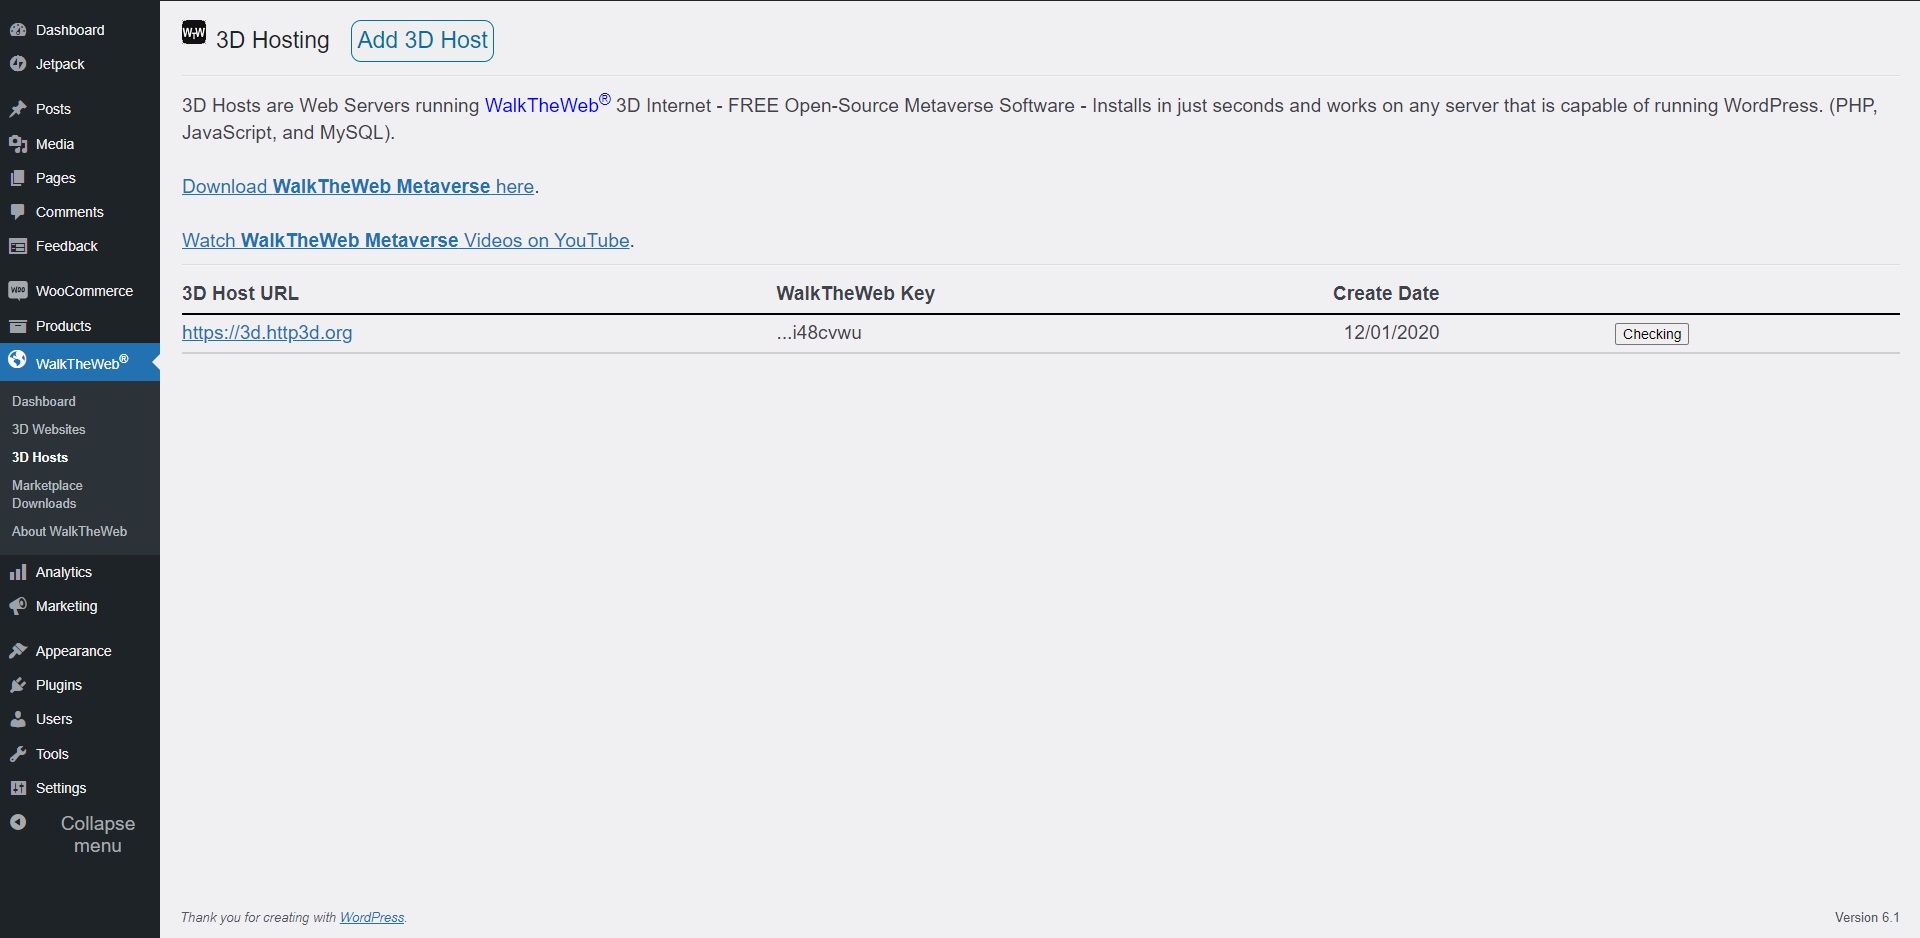 Dashboard
Jetpack
Posts
Media
Pages
Comments
Feedback
WooCommerce
Products
WalkTheWeb®
Dashboard
3D Websites
3D Hosts
Marketplace
Downloads
About WalkTheWeb
Analytics
Marketing
Appearance
Plugins
Users
Tools
Settings
Collapse
menu
WTW 3D Hosting Add 3D Host
3D Hosts are Web Servers running WalkTheWeb® 3D Internet - FREE Open-Source Metaverse Software - Installs in just seconds and works on any server that is capable of running WordPress. (PHP,
JavaScript, and MySQL).
Download WalkTheWeb Metaverse here.
Watch WalkTheWeb Metaverse Videos on YouTube.
3D Host URL WalkTheWeb Key Create Date
https://3d.http3d.org ...i48cvwu 12/01/2020 Checking
Thank you for creating with WordPress. Version 6.1